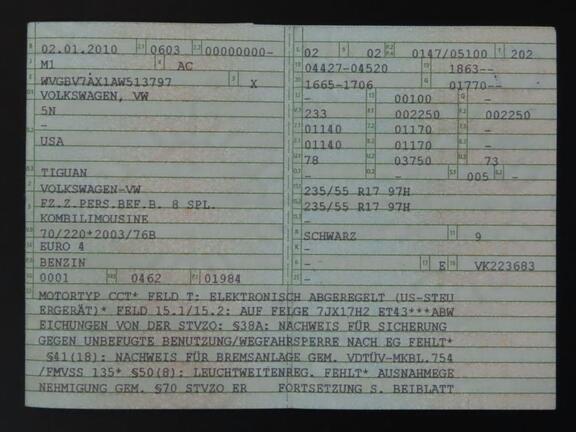 02.01.2010 0603 00000000-
M1 AC
WVGBV7AX1AW513797 X
VOLKSWAGEN, VW
5N
-
USA
TIGUAN
VOLKSWAGEN-VW
FZ.Z.PERS.BEF.B. 8 SPL.
KOMBILIMOUSINE
70/220*2003/76B
EURO 4
BENZIN
0001 0462 01984
02 02 0147/05100 202
04427-04520 1863--
1665-1706 01770--
- 00100 -
233 002250 002250
01140 01170 -
01140 01170 -
78 03750 73
- - 005 -
235/55 R17 97H
235/55 R17 97H
-
SCHWARZ 9
-
- E VK223683
-
MOTORTYP CCT* FELD T: ELEKTRONISCH ABGEREGELT (US-STEU
ERGERÄT)* FELD 15.1/15.2: AUF FELGE 7JX17H2 ET43***ABW
EICHUNGEN VON DER STVZO: §38A: NACHWEIS FÜR SICHERUNG
GEGEN UNBEFUGTE BENUTZUNG/WEGFAHRSPERRE NACH EG FEHLT*
§41(18): NACHWEIS FÜR BREMSANLAGE GEM. VDTÜV-MKBL.754
/FMVSS 135* §50(8): LEUCHTWEITENREG. FEHLT* AUSNAHMEGE
NEHMIGUNG GEM. §70 STVZO ER FORTSETZUNG S. BEIBLATT